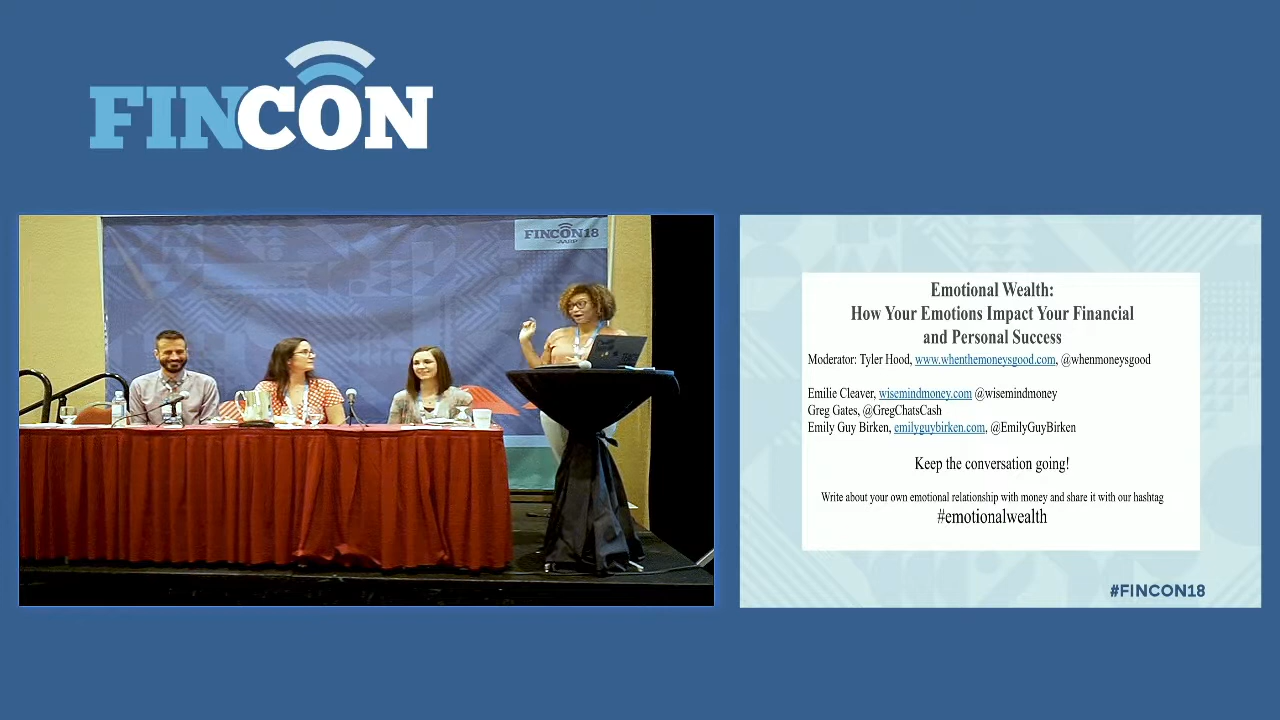 FINCON
FINCON18
AARP
Emotional Wealth:
How Your Emotions Impact Your Financial
and Personal Success
Moderator: Tyler Hood, www.whenthemoneysgood.com, @whenmoneysgood
Emilie Cleaver, wisemindmoney.com @wisemindmoney
Greg Gates, @GregChatsCash
Emily Guy Birken, emilyguybirken.com, @EmilyGuyBirken
Keep the conversation going!
Write about your own emotional relationship with money and share it with our hashtag
#emotionalwealth
#FINCON18